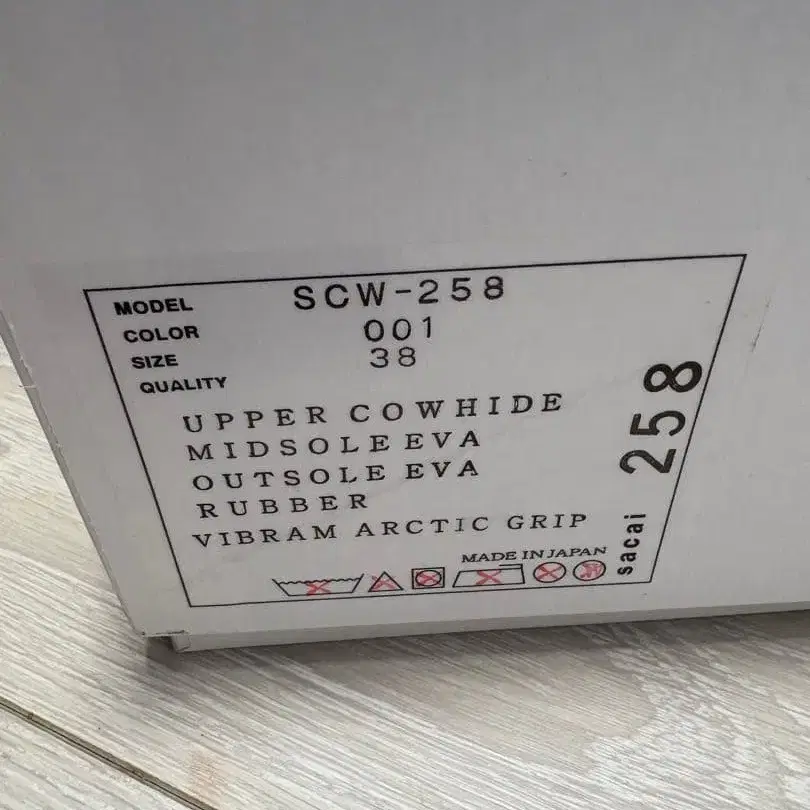 MODEL SCW-258
COLOR 001
SIZE 38
QUALITY
UPPER COWHIDE
MIDSOLE EVA
OUTSOLE EVA
RUBBER
VIBRAM ARCTIC GRIP
MADE IN JAPAN
sacai 258